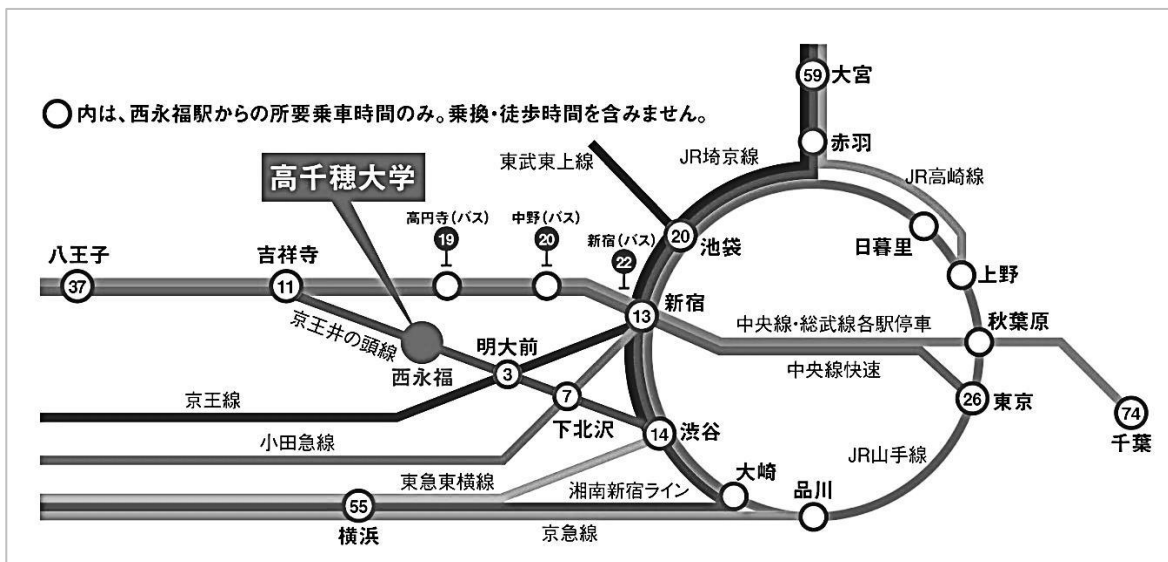 59 大宮
○内は、西永福駅からの所要乗車時間のみ。乗換・徒歩時間を含みません。
赤羽
東武東上線
JR埼京線
JR高崎線
高千穂大学
高円寺(バス)
19
中野(バス)
20
新宿(バス)
22
20 池袋
日暮里
上野
八王子
37
吉祥寺
11
新宿
13
京王井の頭線
中央線・総武線各駅停車
秋葉原
西永福
明大前
3
中央線快速
京王線
7
下北沢
26 東京
74
千葉
小田急線
14 渋谷
JR山手線
東急東横線
湘南新宿ライン
大崎
品川
55
横浜
京急線